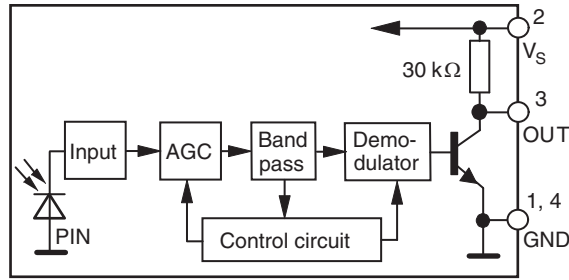 2
V_S
30 kΩ
3
OUT
Input
AGC
Band
pass
Demo-
dulator
1, 4
GND
PIN
Control circuit